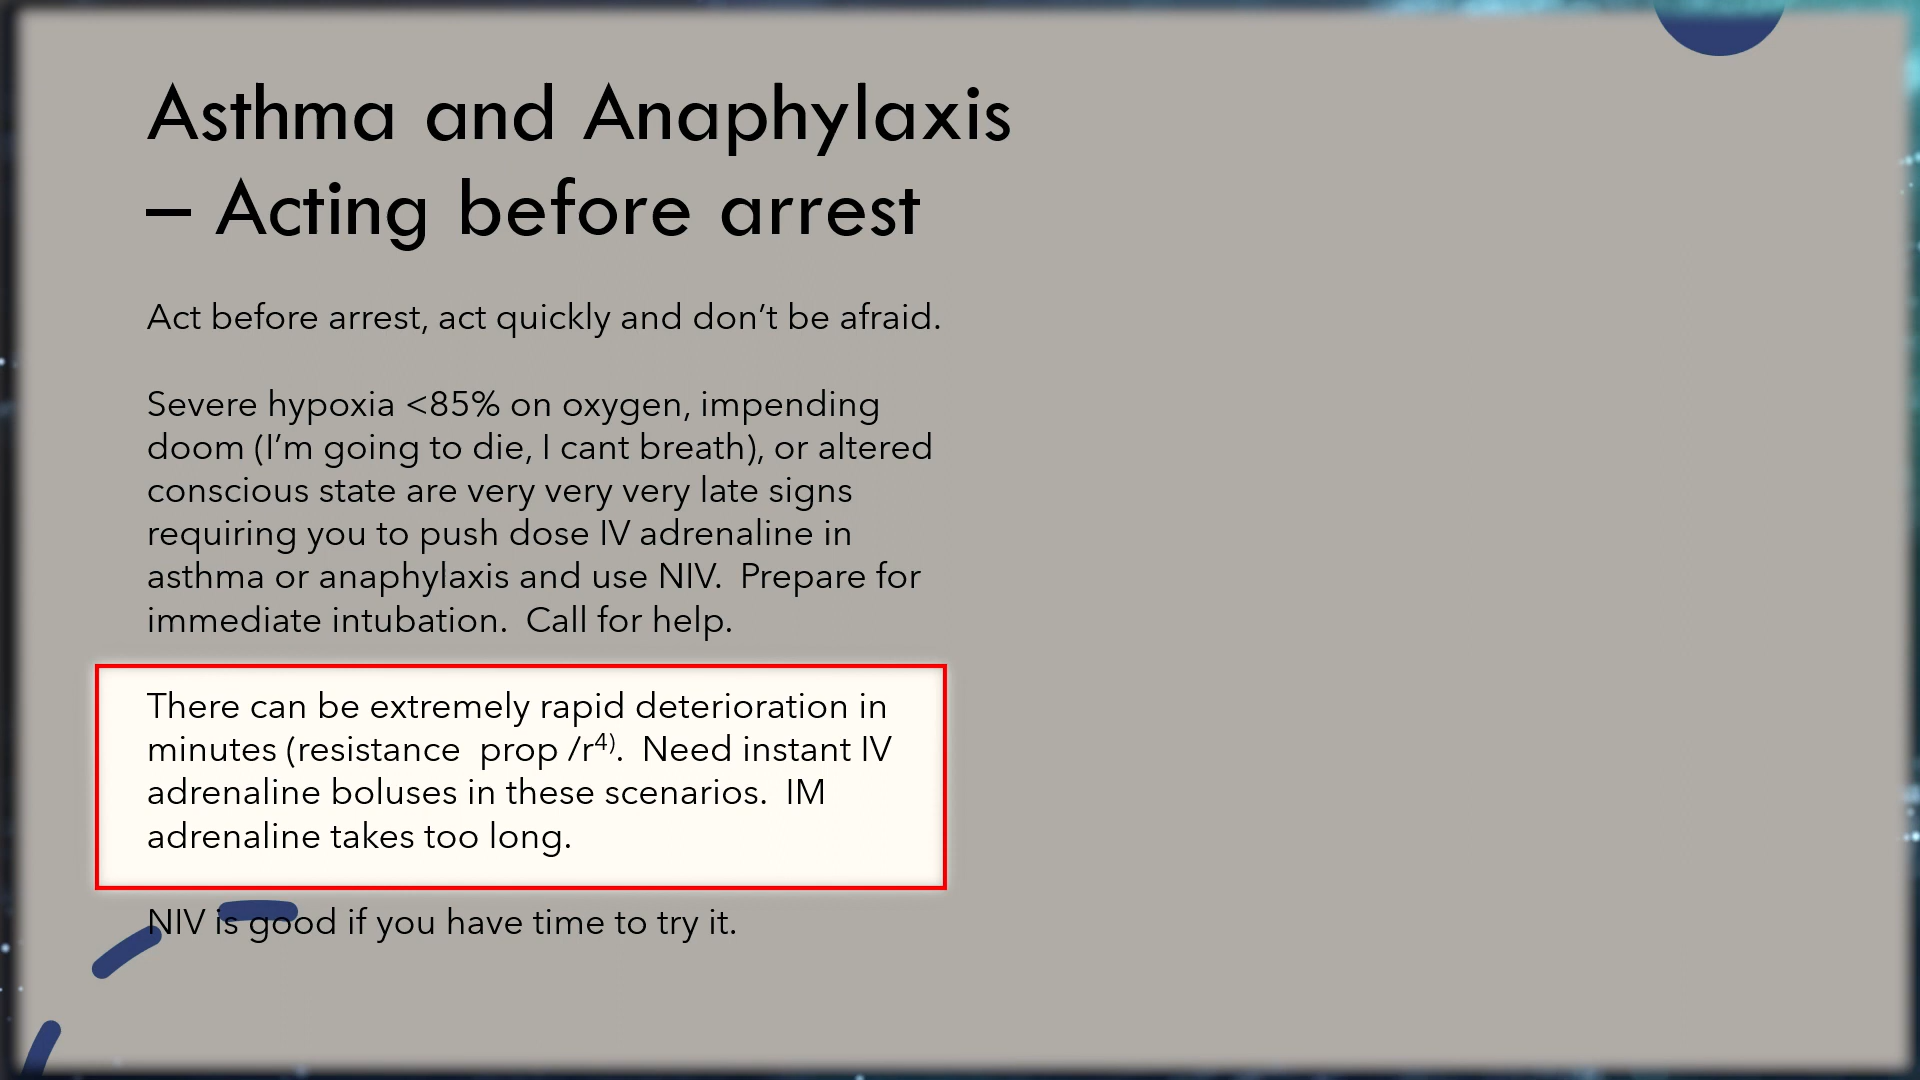 Asthma and Anaphylaxis
– Acting before arrest
Act before arrest, act quickly and don’t be afraid.
Severe hypoxia <85% on oxygen, impending
doom (I’m going to die, I cant breath), or altered
conscious state are very very very late signs
requiring you to push dose IV adrenaline in
asthma or anaphylaxis and use NIV.  Prepare for
immediate intubation.  Call for help.
There can be extremely rapid deterioration in
minutes (resistance  prop /r⁴⁾.  Need instant IV
adrenaline boluses in these scenarios.  IM
adrenaline takes too long.
NIV is good if you have time to try it.